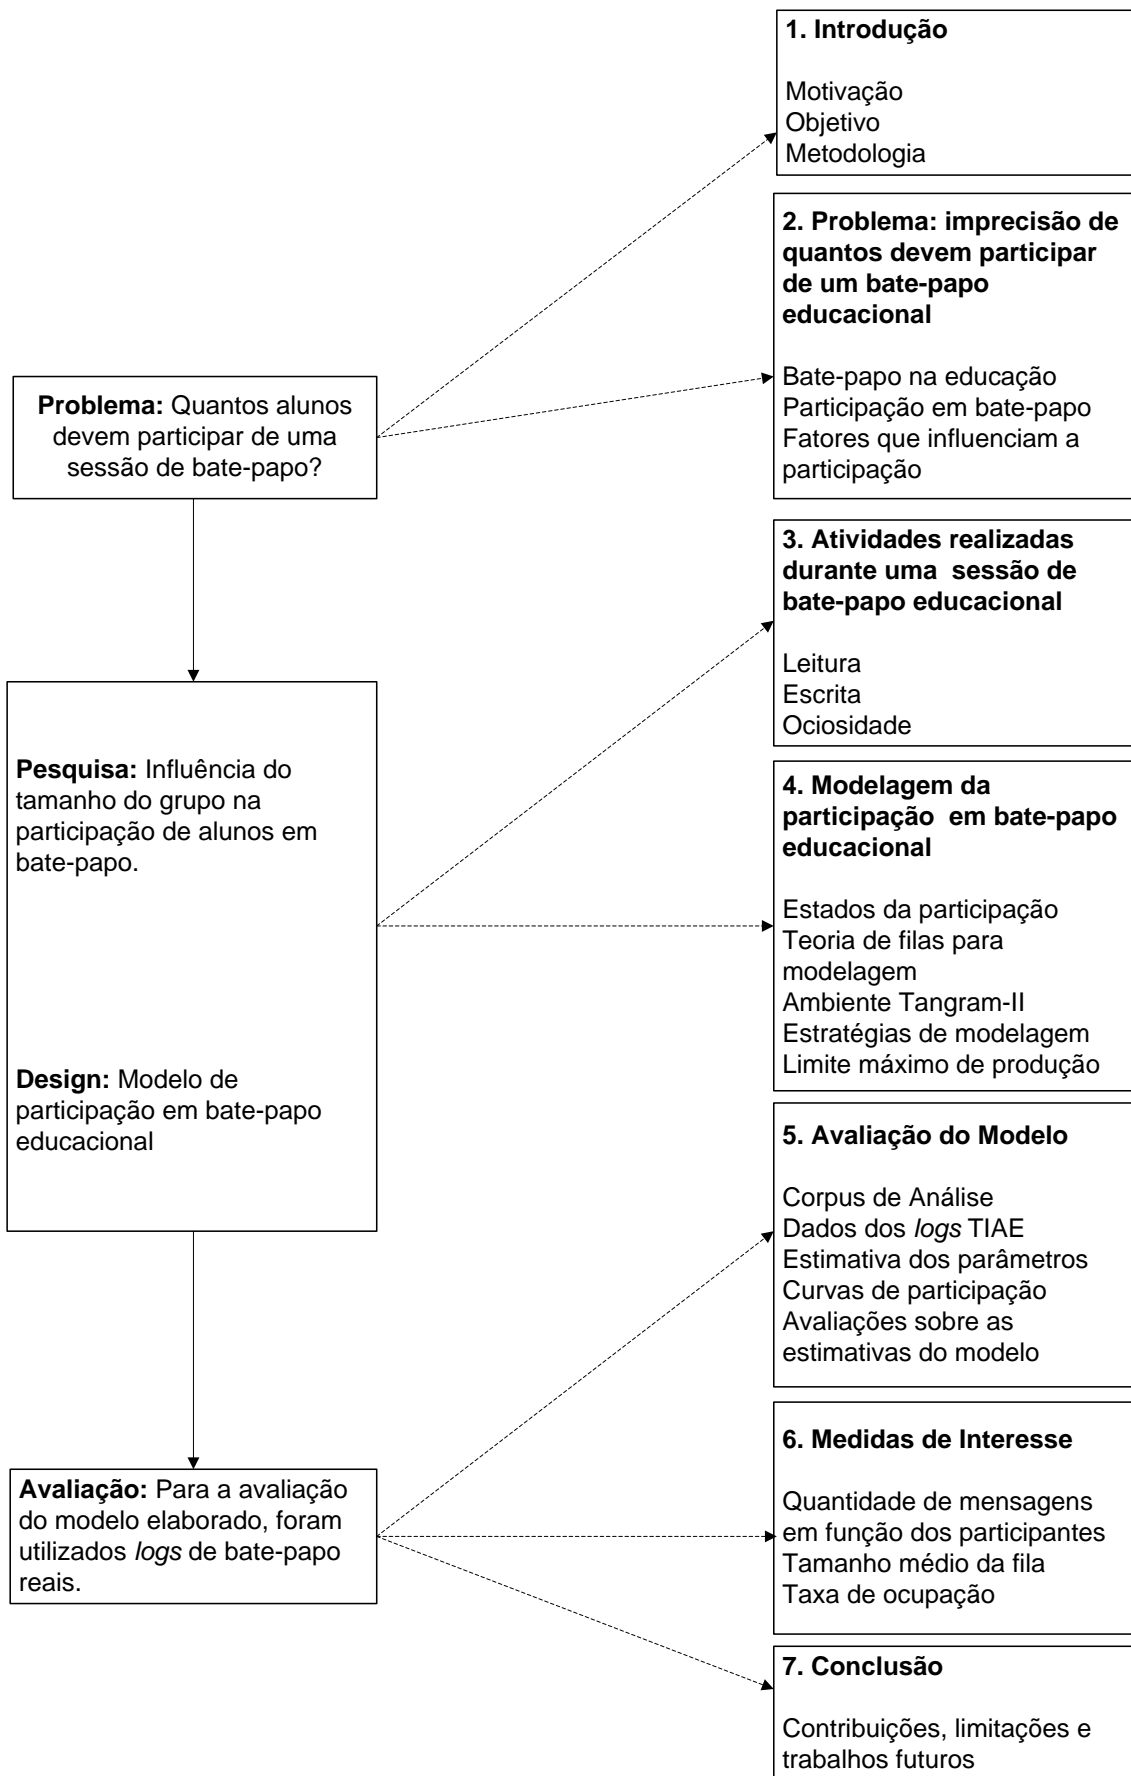 Problema: Quantos alunos
devem participar de uma
sessão de bate-papo?
Pesquisa: Influência do
tamanho do grupo na
participação de alunos em
bate-papo.
Design: Modelo de
participação em bate-papo
educacional
Avaliação: Para a avaliação
do modelo elaborado, foram
utilizados logs de bate-papo
reais.
1. Introdução
Motivação
Objetivo
Metodologia
2. Problema: imprecisão de
quantos devem participar
de um bate-papo
educacional
Bate-papo na educação
Participação em bate-papo
Fatores que influenciam a
participação
3. Atividades realizadas
durante uma  sessão de
bate-papo educacional
Leitura
Escrita
Ociosidade
4. Modelagem da
participação  em bate-papo
educacional
Estados da participação
Teoria de filas para
modelagem
Ambiente Tangram-II
Estratégias de modelagem
Limite máximo de produção
5. Avaliação do Modelo
Corpus de Análise
Dados dos logs TIAE
Estimativa dos parâmetros
Curvas de participação
Avaliações sobre as
estimativas do modelo
6. Medidas de Interesse
Quantidade de mensagens
em função dos participantes
Tamanho médio da fila
Taxa de ocupação
7. Conclusão
Contribuições, limitações e
trabalhos futuros